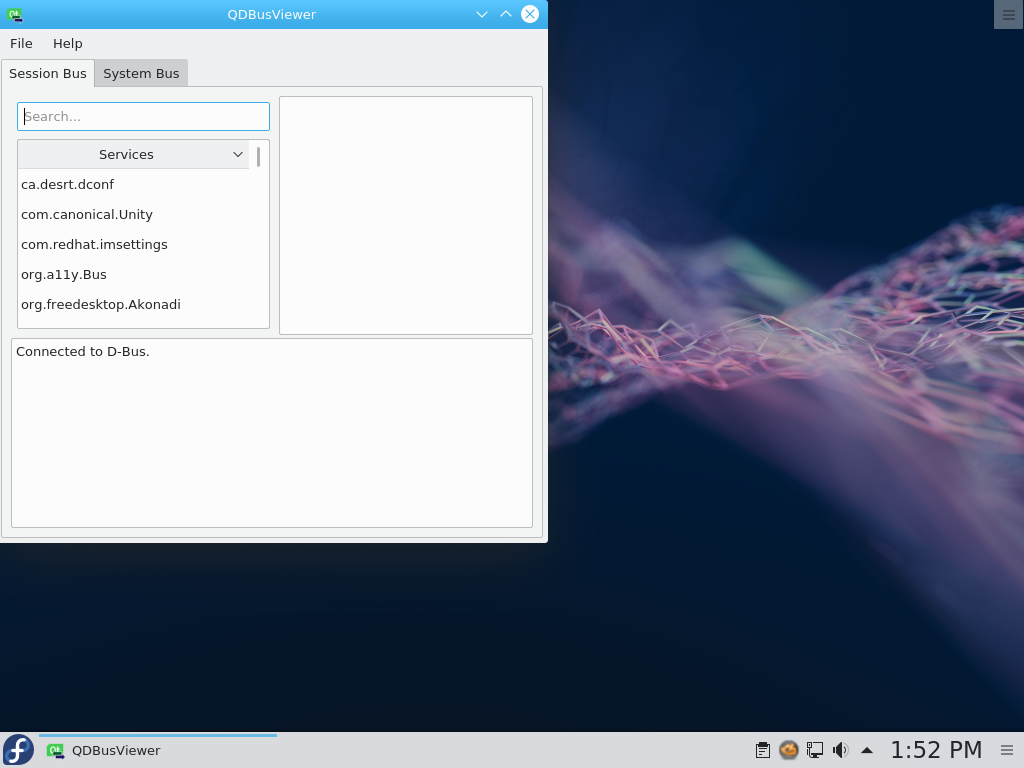 QDBusViewer
File Help
Session Bus System Bus
Search...
Services
ca.desrt.dconf
com.canonical.Unity
com.redhat.imsettings
org.a11y.Bus
org.freedesktop.Akonadi
Connected to D-Bus.
QDBusViewer
1:52 PM